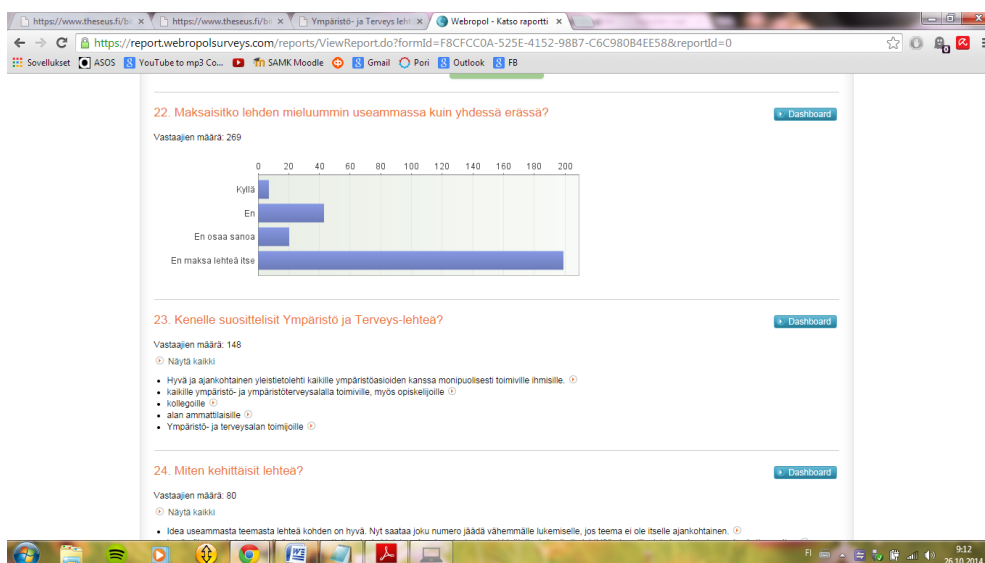 https://www.theseus.fi/bi
https://www.theseus.fi/bi
Ympäristö- ja Terveys leht
Webropol - Katso raportti
https://report.webropolsurveys.com/reports/ViewReport.do?formId=F8CFCC0A-525E-4152-98B7-C6C980B4EE58&reportId=0
Sovellukset ASOS YouTube to mp3 Co... SAMK Moodle Gmail Pori Outlook FB
22. Maksaisitko lehden mieluummin useammassa kuin yhdessä erässä?
Dashboard
Vastaajien määrä: 269
0 20 40 60 80 100 120 140 160 180 200
Kyllä
En
En osaa sanoa
En maksa lehteä itse
23. Kenelle suosittelisit Ympäristö ja Terveys-lehteä?
Dashboard
Vastaajien määrä: 148
Näytä kaikki
Hyvä ja ajankohtainen yleistietolehti kaikille ympäristöasioiden kanssa monipuolisesti toimiville ihmisille.
kaikille ympäristö- ja ympäristöterveysalalla toimiville, myös opiskelijoille
kollegoille
alan ammattilaisille
Ympäristö- ja terveysalan toimijoille
24. Miten kehittäisit lehteä?
Dashboard
Vastaajien määrä: 80
Näytä kaikki
Idea useammasta teemasta lehteä kohden on hyvä. Nyt saataa joku numero jäädä vähemmälle lukemiselle, jos teema ei ole itselle ajankohtainen.
FI
9:12
26.10.2014